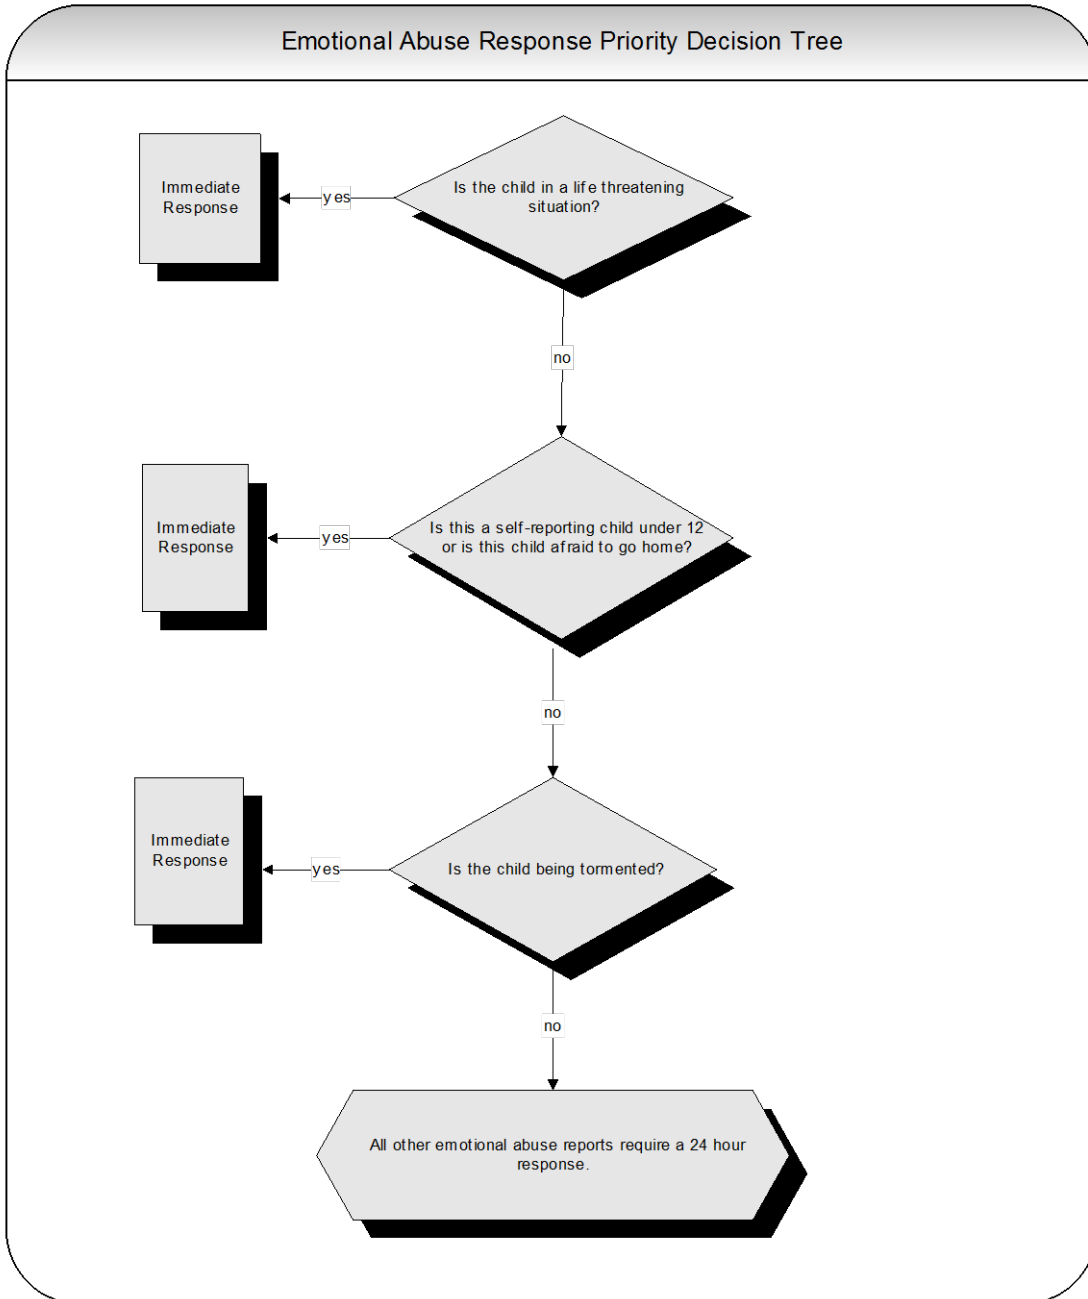 Emotional Abuse Response Priority Decision Tree
Is the child in a life threatening
situation?
yes
Immediate
Response
no
Is this a self-reporting child under 12
or is this child afraid to go home?
yes
Immediate
Response
no
Is the child being tormented?
yes
Immediate
Response
no
All other emotional abuse reports require a 24 hour
response.